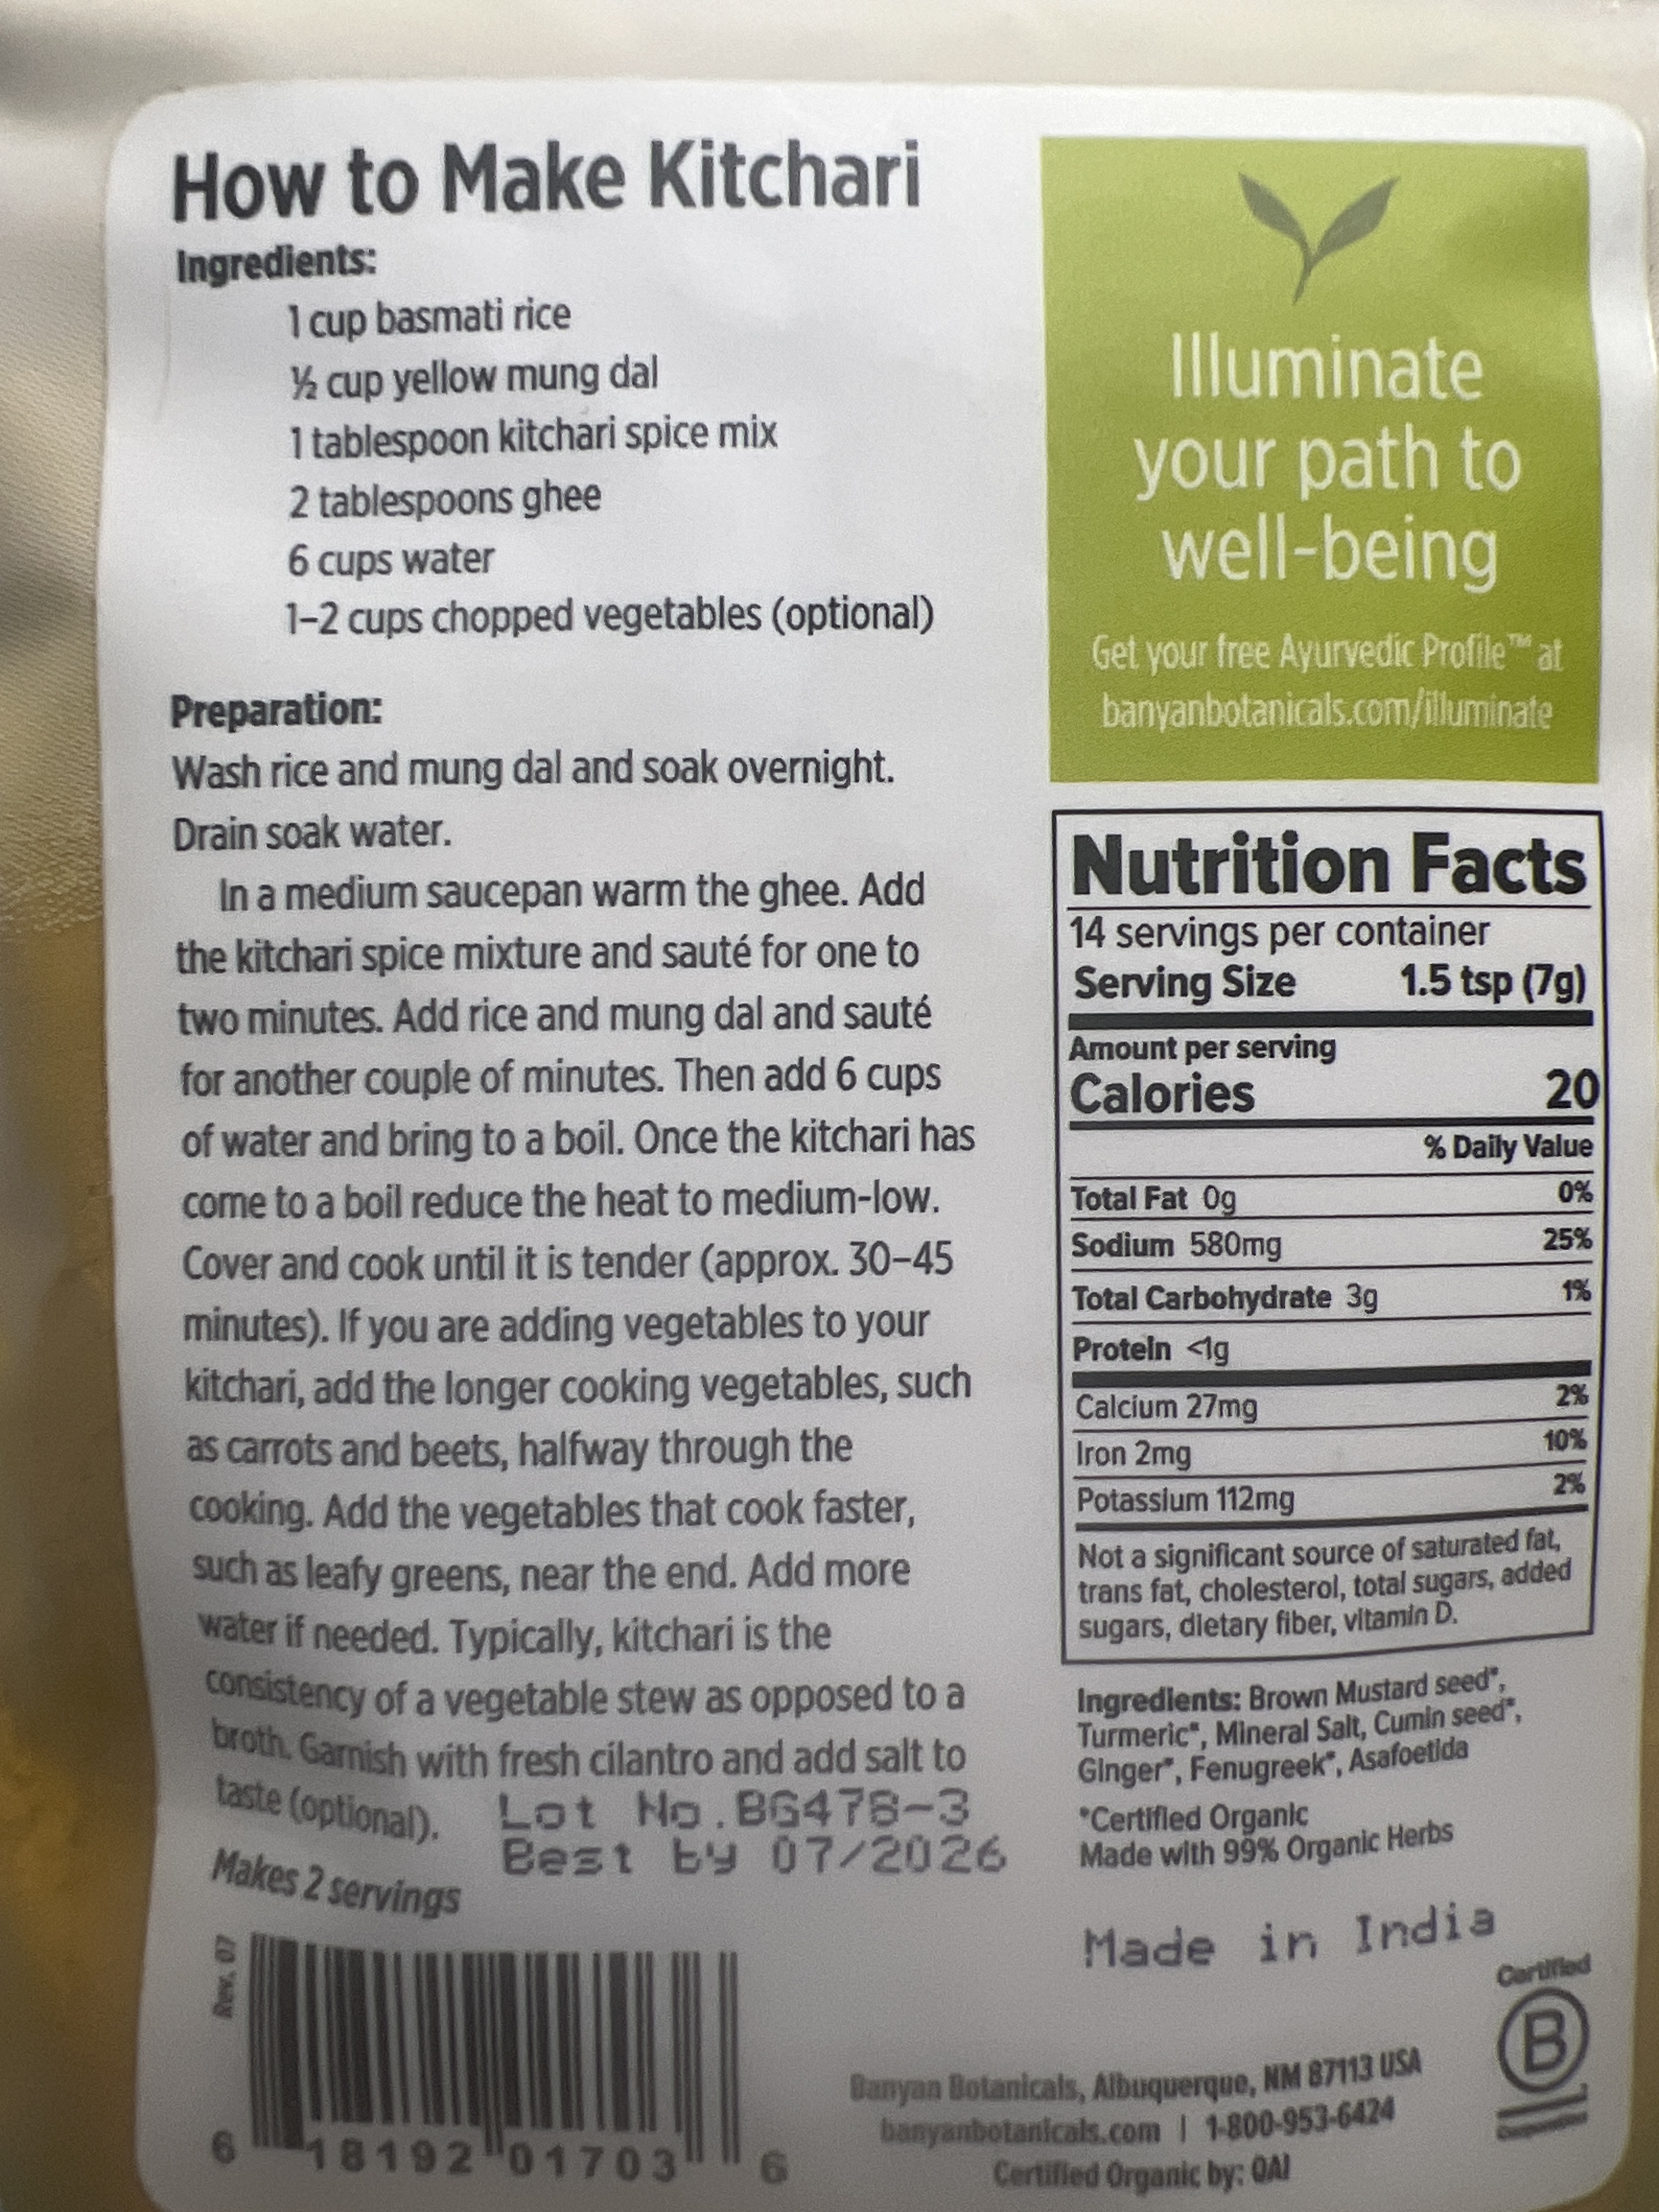 How to Make Kitchari
Ingredients:
1 cup basmati rice
½ cup yellow mung dal
1 tablespoon kitchari spice mix
2 tablespoons ghee
6 cups water
1–2 cups chopped vegetables (optional)
Preparation:
Wash rice and mung dal and soak overnight.
Drain soak water.
In a medium saucepan warm the ghee. Add
the kitchari spice mixture and sauté for one to
two minutes. Add rice and mung dal and sauté
for another couple of minutes. Then add 6 cups
of water and bring to a boil. Once the kitchari has
come to a boil reduce the heat to medium-low.
Cover and cook until it is tender (approx. 30–45
minutes). If you are adding vegetables to your
kitchari, add the longer cooking vegetables, such
as carrots and beets, halfway through the
cooking. Add the vegetables that cook faster,
such as leafy greens, near the end. Add more
water if needed. Typically, kitchari is the
consistency of a vegetable stew as opposed to a
broth. Garnish with fresh cilantro and add salt to
taste (optional).
Lot No.BG478-3
Best by 07/2026
Makes 2 servings
Rev. 07
6 18192 01703 6
Illuminate
your path to
well-being
Get your free Ayurvedic Profile™ at
banyanbotanicals.com/illuminate
Nutrition Facts
14 servings per container
Serving Size 1.5 tsp (7g)
Amount per serving
Calories 20
% Daily Value
Total Fat 0g 0%
Sodium 580mg 25%
Total Carbohydrate 3g 1%
Protein <1g
Calcium 27mg 2%
Iron 2mg 10%
Potassium 112mg 2%
Not a significant source of saturated fat,
trans fat, cholesterol, total sugars, added
sugars, dietary fiber, vitamin D.
Ingredients: Brown Mustard seed*,
Turmeric*, Mineral Salt, Cumin seed*,
Ginger*, Fenugreek*, Asafoetida
*Certified Organic
Made with 99% Organic Herbs
Made in India
Certified
B
Banyan Botanicals, Albuquerque, NM 87113 USA
banyanbotanicals.com | 1-800-953-6424
Certified Organic by: QAI